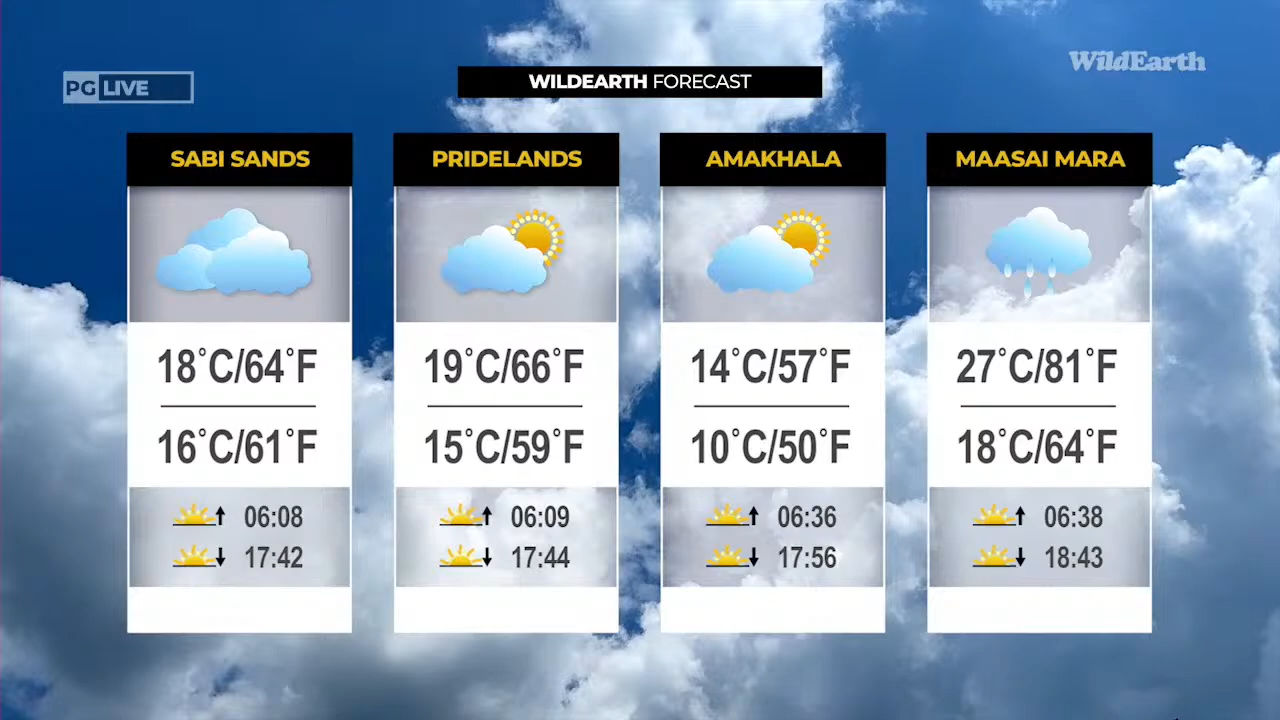 PG LIVE
WildEarth
WILDEARTH FORECAST
SABI SANDS
18°C/64°F
16°C/61°F
06:08
17:42
PRIDELANDS
19°C/66°F
15°C/59°F
06:09
17:44
AMAKHALA
14°C/57°F
10°C/50°F
06:36
17:56
MAASAI MARA
27°C/81°F
18°C/64°F
06:38
18:43